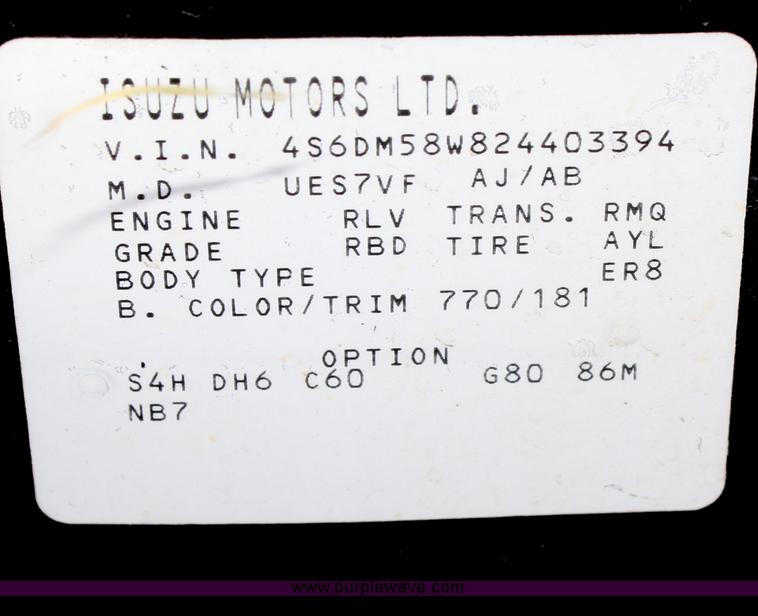 ISUZU MOTORS LTD.
V.I.N. 4S6DM58W824403394
M.D. UES7VF AJ/AB
ENGINE RLV TRANS. RMQ
GRADE RBD TIRE AYL
BODY TYPE ER8
B. COLOR/TRIM 770/181
OPTION
S4H DH6 C60 G80 86M
NB7
www.purplewave.com